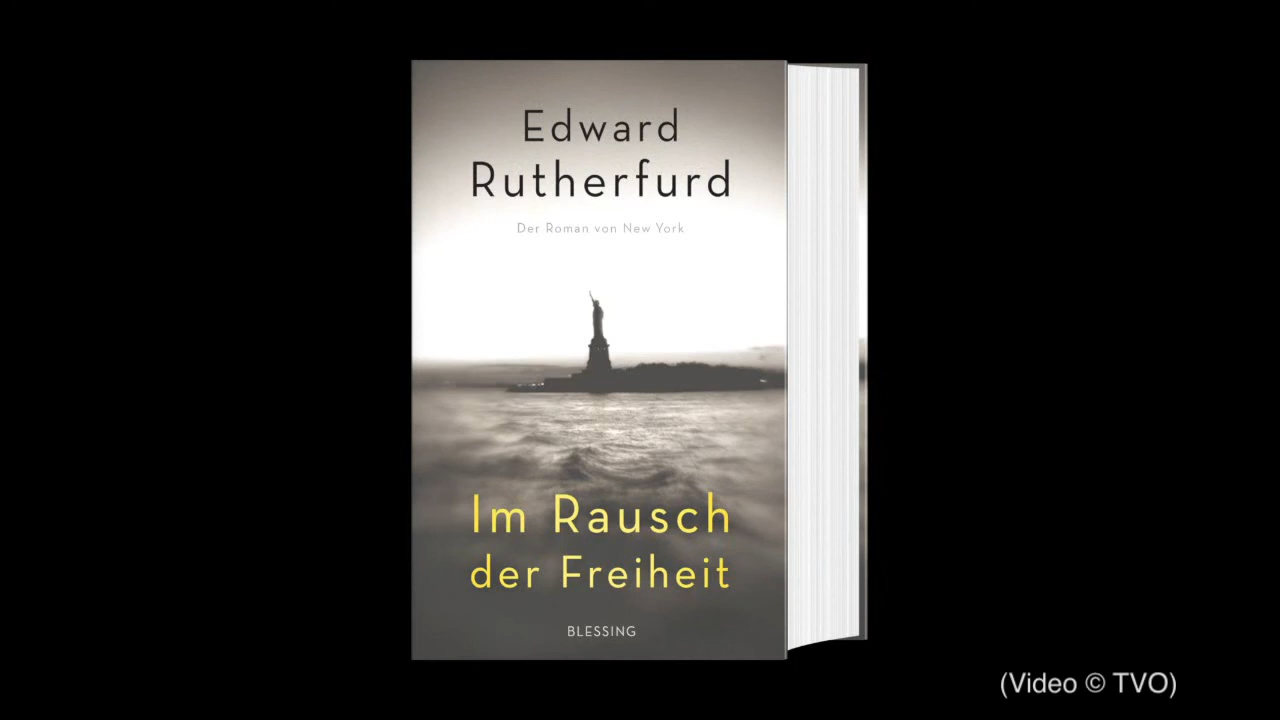 Edward
Rutherfurd
Der Roman von New York
Im Rausch
der Freiheit
BLESSING
(Video © TVO)